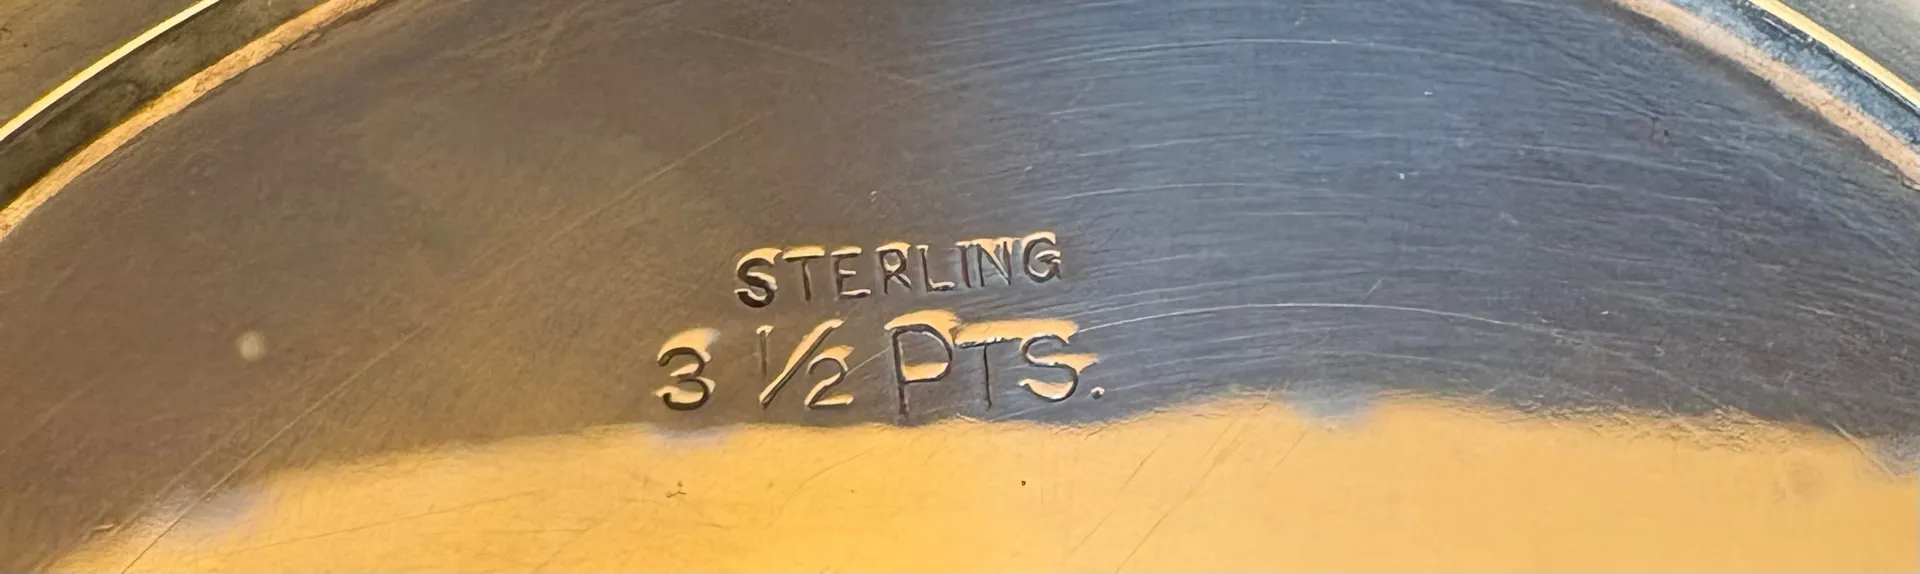 STERLING
3 1/2 PTS.